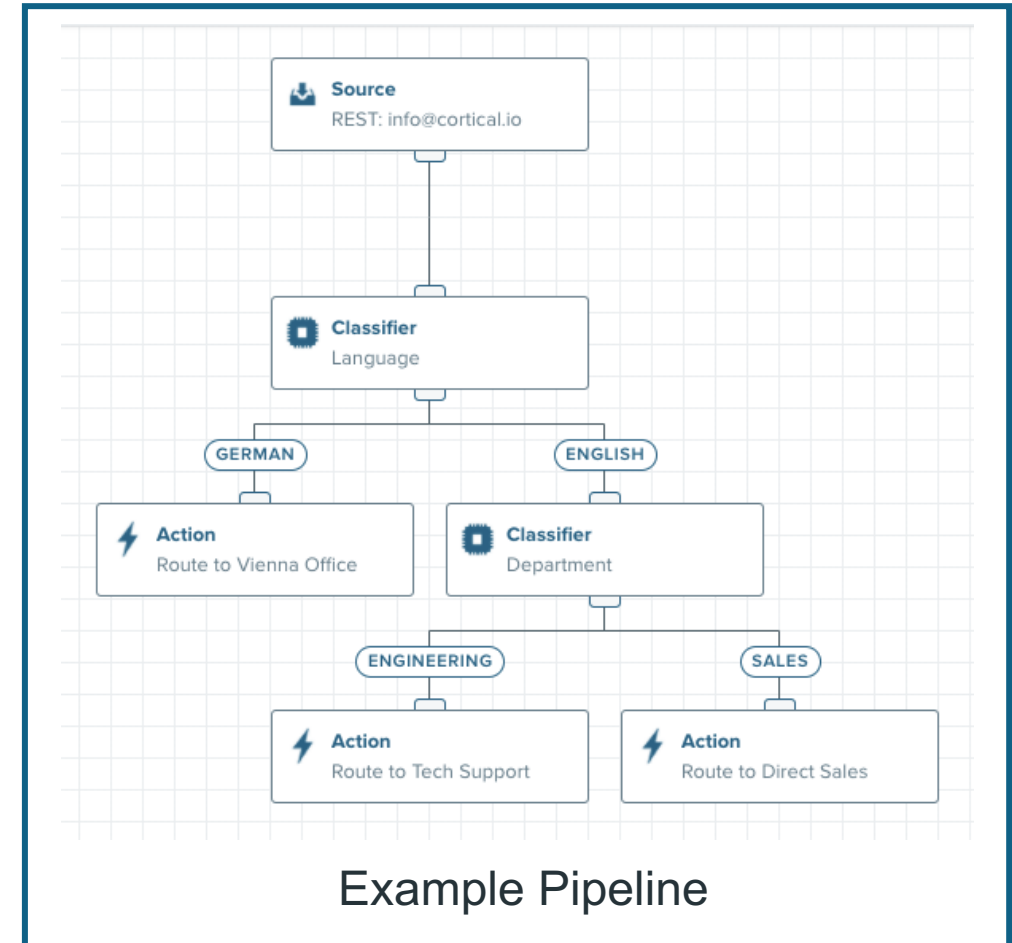 Source
REST: info@cortical.io
Classifier
Language
GERMAN
ENGLISH
Action
Route to Vienna Office
Classifier
Department
ENGINEERING
SALES
Action
Route to Tech Support
Action
Route to Direct Sales
Example Pipeline